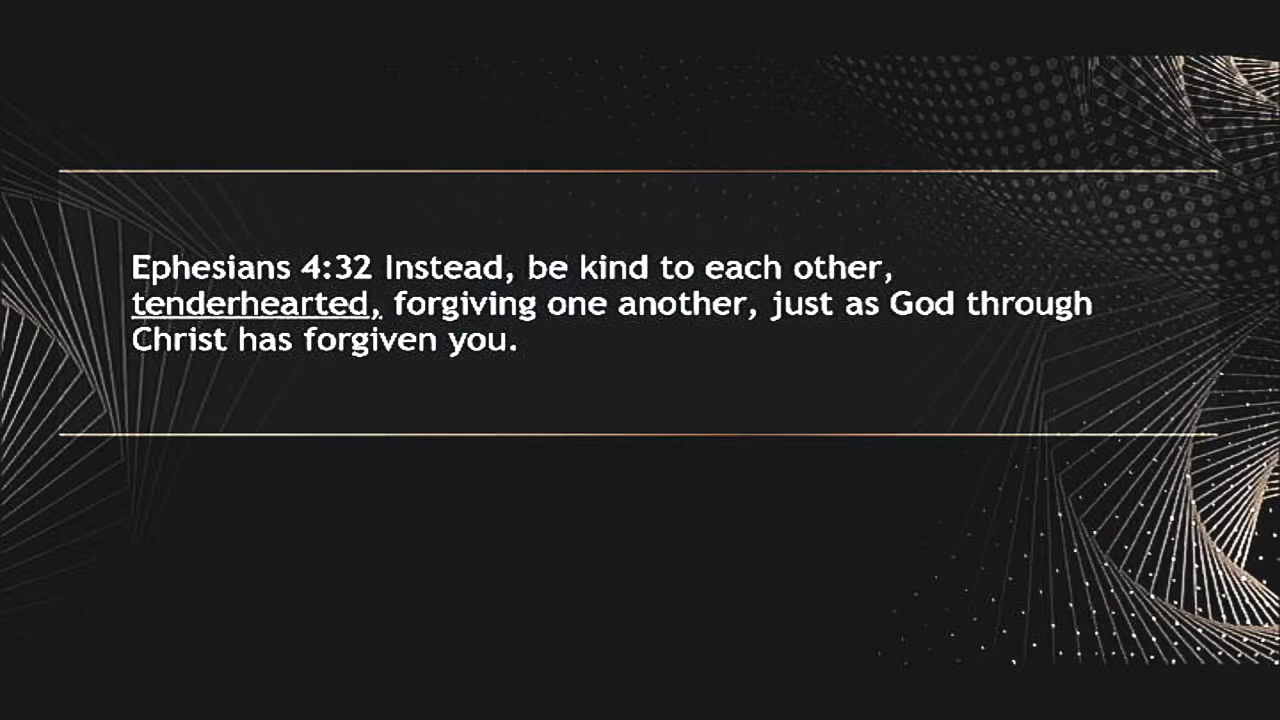 Ephesians 4:32 Instead, be kind to each other,
tenderhearted, forgiving one another, just as God through
Christ has forgiven you.